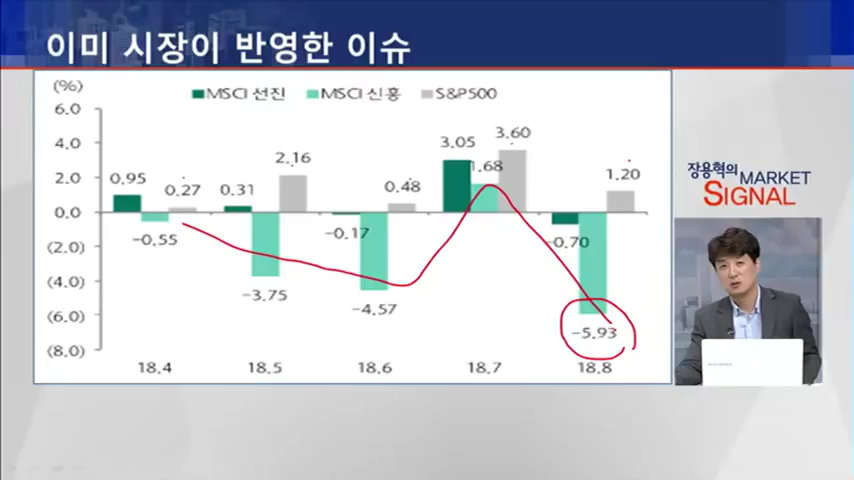 이미 시장이 반영한 이슈
(%)
MSCI 선진 MSCI 신흥 S&P500
6.0
4.0
2.0
0.0
(2.0)
(4.0)
(6.0)
(8.0)
0.95 -0.55 0.27
0.31 -3.75 2.16
-0.17 -4.57 0.48
3.05 1.68 3.60
-0.70 -5.93 1.20
18.4 18.5 18.6 18.7 18.8
장용혁의
MARKET
SIGNAL